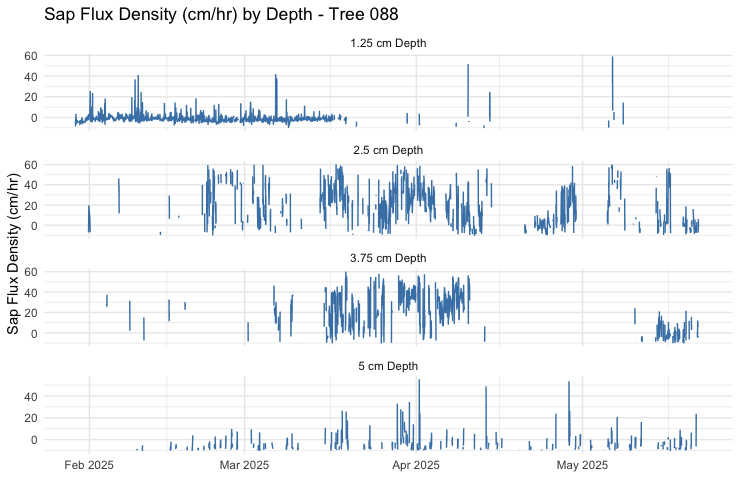 Sap Flux Density (cm/hr) by Depth - Tree 088
1.25 cm Depth
60
40
20
0
2.5 cm Depth
60
40
20
0
Sap Flux Density (cm/hr)
3.75 cm Depth
60
40
20
0
5 cm Depth
40
20
0
Feb 2025 Mar 2025 Apr 2025 May 2025